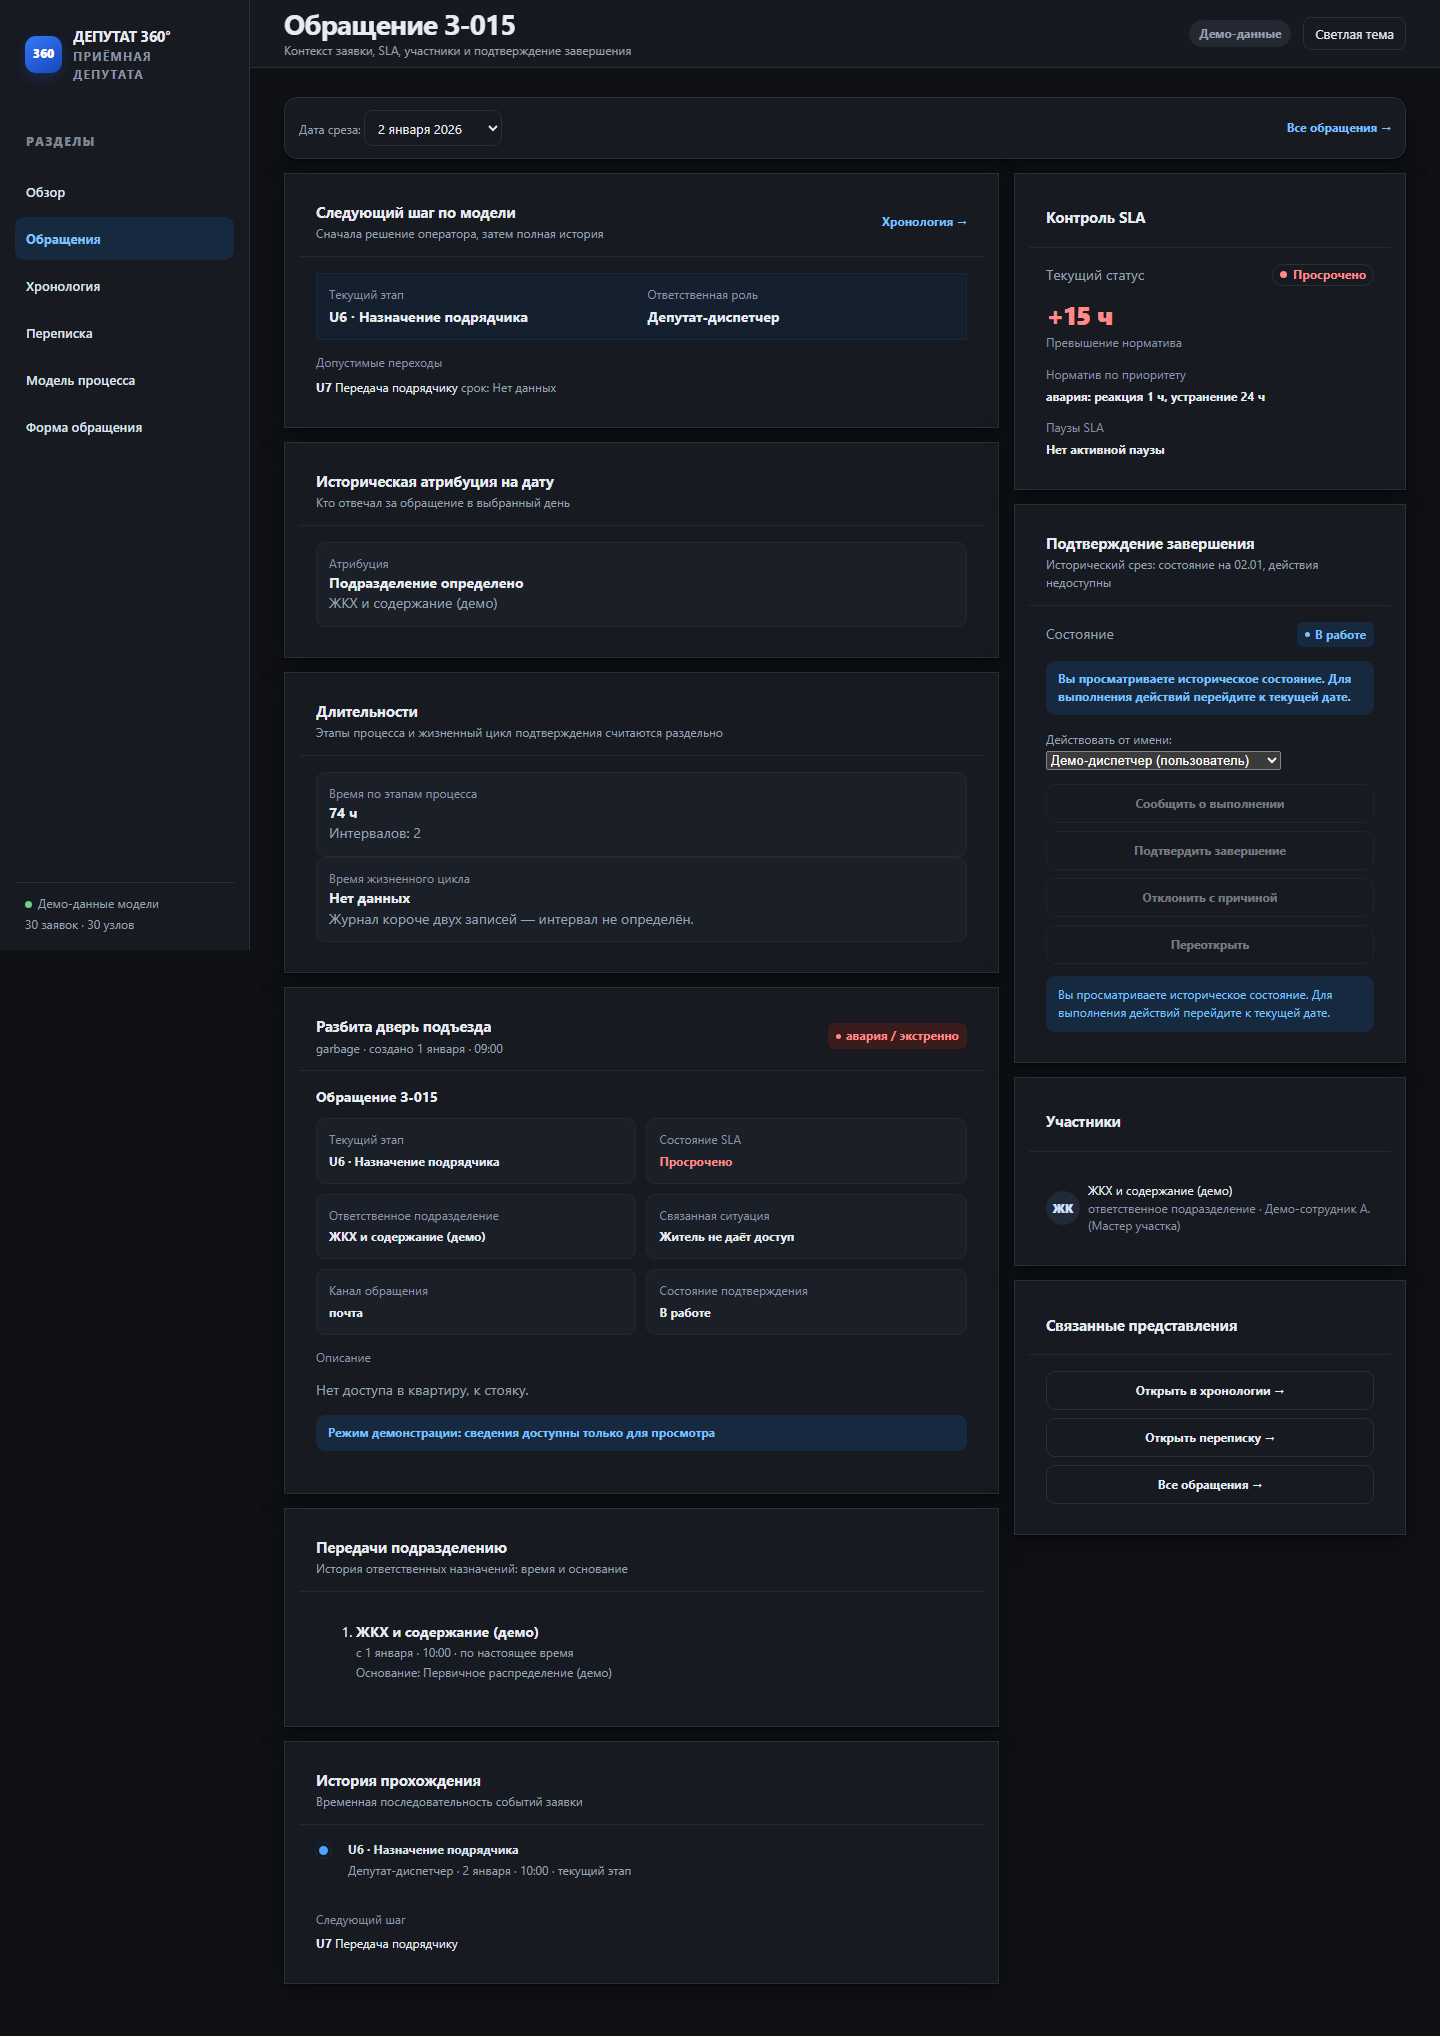 360
ДЕПУТАТ 360°
ПРИЁМНАЯ
ДЕПУТАТА
РАЗДЕЛЫ
Обзор
Обращения
Хронология
Переписка
Модель процесса
Форма обращения
Демо-данные модели
30 заявок · 30 узлов
Обращение З-015
Контекст заявки, SLA, участники и подтверждение завершения
Демо-данные
Светлая тема
Дата среза:
2 января 2026
Все обращения →
Следующий шаг по модели
Сначала решение оператора, затем полная история
Хронология →
Текущий этап
U6 · Назначение подрядчика
Ответственная роль
Депутат-диспетчер
Допустимые переходы
U7 Передача подрядчику срок: Нет данных
Историческая атрибуция на дату
Кто отвечал за обращение в выбранный день
Атрибуция
Подразделение определено
ЖКХ и содержание (демо)
Длительности
Этапы процесса и жизненный цикл подтверждения считаются раздельно
Время по этапам процесса
74 ч
Интервалов: 2
Время жизненного цикла
Нет данных
Журнал короче двух записей — интервал не определён.
Разбита дверь подъезда
garbage · создано 1 января · 09:00
авария / экстренно
Обращение З-015
Текущий этап
U6 · Назначение подрядчика
Состояние SLA
Просрочено
Ответственное подразделение
ЖКХ и содержание (демо)
Связанная ситуация
Житель не даёт доступ
Канал обращения
почта
Состояние подтверждения
В работе
Описание
Нет доступа в квартиру, к стояку.
Режим демонстрации: сведения доступны только для просмотра
Передачи подразделению
История ответственных назначений: время и основание
1. ЖКХ и содержание (демо)
с 1 января · 10:00 · по настоящее время
Основание: Первичное распределение (демо)
История прохождения
Временная последовательность событий заявки
U6 · Назначение подрядчика
Депутат-диспетчер · 2 января · 10:00 · текущий этап
Следующий шаг
U7 Передача подрядчику
Контроль SLA
Текущий статус
Просрочено
+15 ч
Превышение норматива
Норматив по приоритету
авария: реакция 1 ч, устранение 24 ч
Паузы SLA
Нет активной паузы
Подтверждение завершения
Исторический срез: состояние на 02.01, действия
недоступны
Состояние
В работе
Вы просматриваете историческое состояние. Для
выполнения действий перейдите к текущей дате.
Действовать от имени:
Демо-диспетчер (пользователь)
Сообщить о выполнении
Подтвердить завершение
Отклонить с причиной
Переоткрыть
Вы просматриваете историческое состояние. Для
выполнения действий перейдите к текущей дате.
Участники
ЖК
ЖКХ и содержание (демо)
ответственное подразделение · Демо-сотрудник А.
(Мастер участка)
Связанные представления
Открыть в хронологии →
Открыть переписку →
Все обращения →